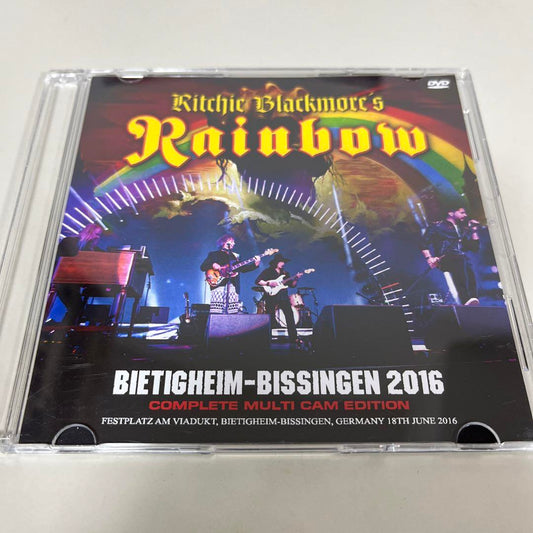 DVD
Ritchie Blackmore's
Rainbow
BIETIGHEIM-BISSINGEN 2016
COMPLETE MULTI CAM EDITION
FESTPLATZ AM VIADUKT, BIETIGHEIM-BISSINGEN, GERMANY 18TH JUNE 2016